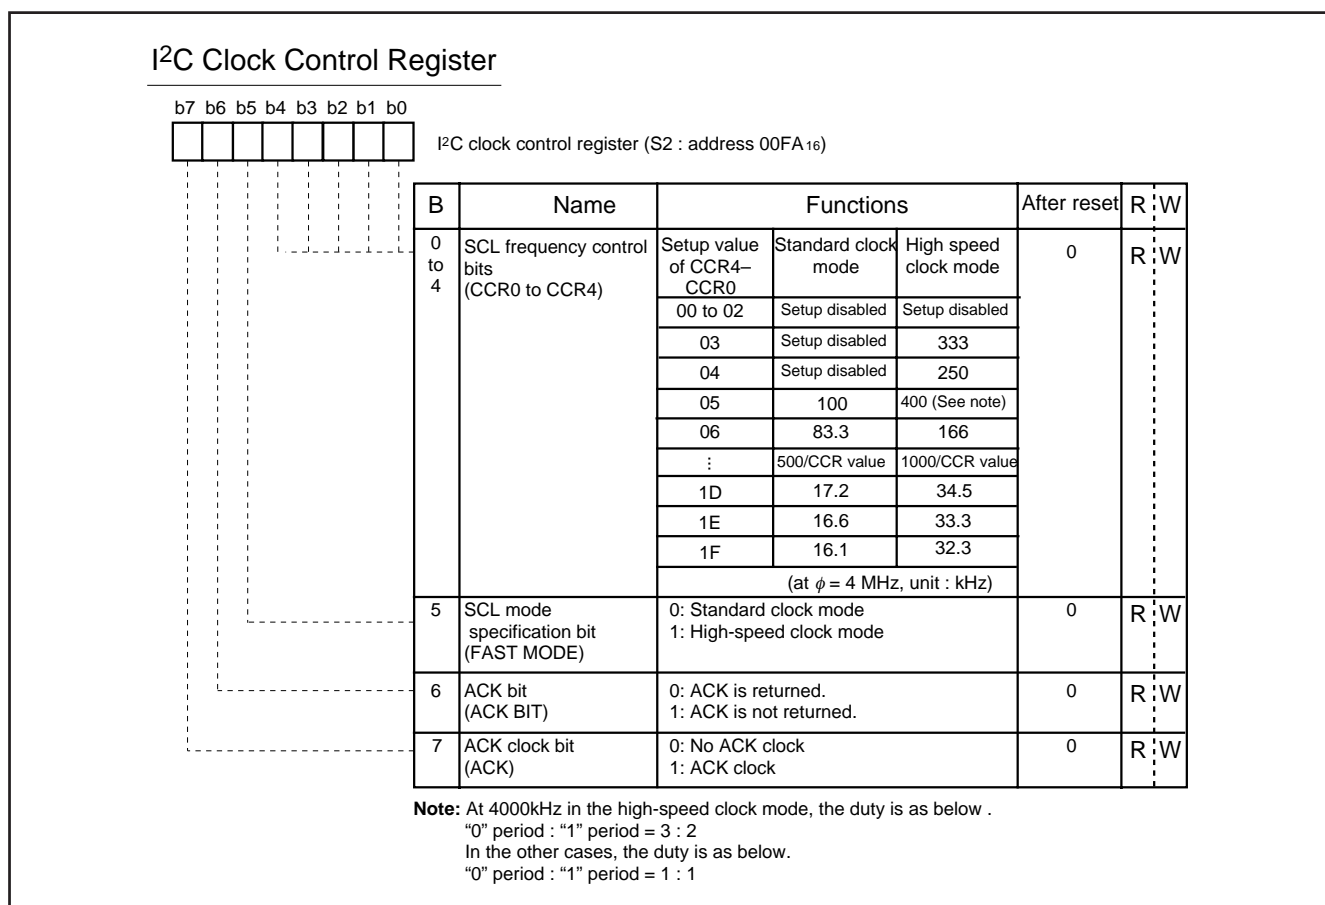 I2C Clock Control Register
b7 b6 b5 b4 b3 b2 b1 b0
I2C clock control register (S2 : address 00FA16)
B Name Functions After reset R W
0 to 4 SCL frequency control bits (CCR0 to CCR4) Setup value of CCR4–CCR0 Standard clock mode High speed clock mode 0 R W
00 to 02 Setup disabled Setup disabled
03 Setup disabled 333
04 Setup disabled 250
05 100 400 (See note)
06 83.3 166
⋮ 500/CCR value 1000/CCR value
1D 17.2 34.5
1E 16.6 33.3
1F 16.1 32.3
(at ϕ = 4 MHz, unit : kHz)
5 SCL mode specification bit (FAST MODE) 0: Standard clock mode 1: High-speed clock mode 0 R W
6 ACK bit (ACK BIT) 0: ACK is returned. 1: ACK is not returned. 0 R W
7 ACK clock bit (ACK) 0: No ACK clock 1: ACK clock 0 R W
Note: At 4000kHz in the high-speed clock mode, the duty is as below .
“0” period : “1” period = 3 : 2
In the other cases, the duty is as below.
“0” period : “1” period = 1 : 1